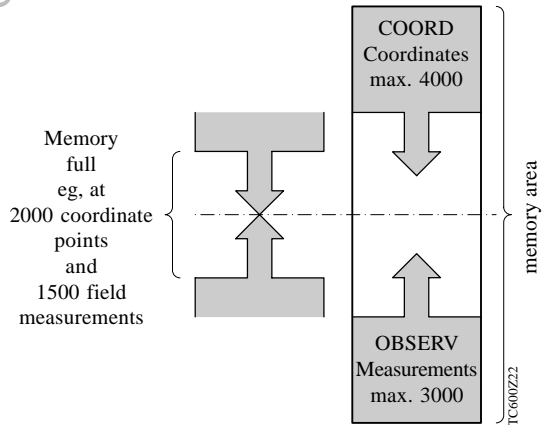 COORD
Coordinates
max. 4000
Memory
full
eg, at
2000 coordinate
points
and
1500 field
measurements
OBSERV
Measurements
max. 3000
memory area
TC600Z22